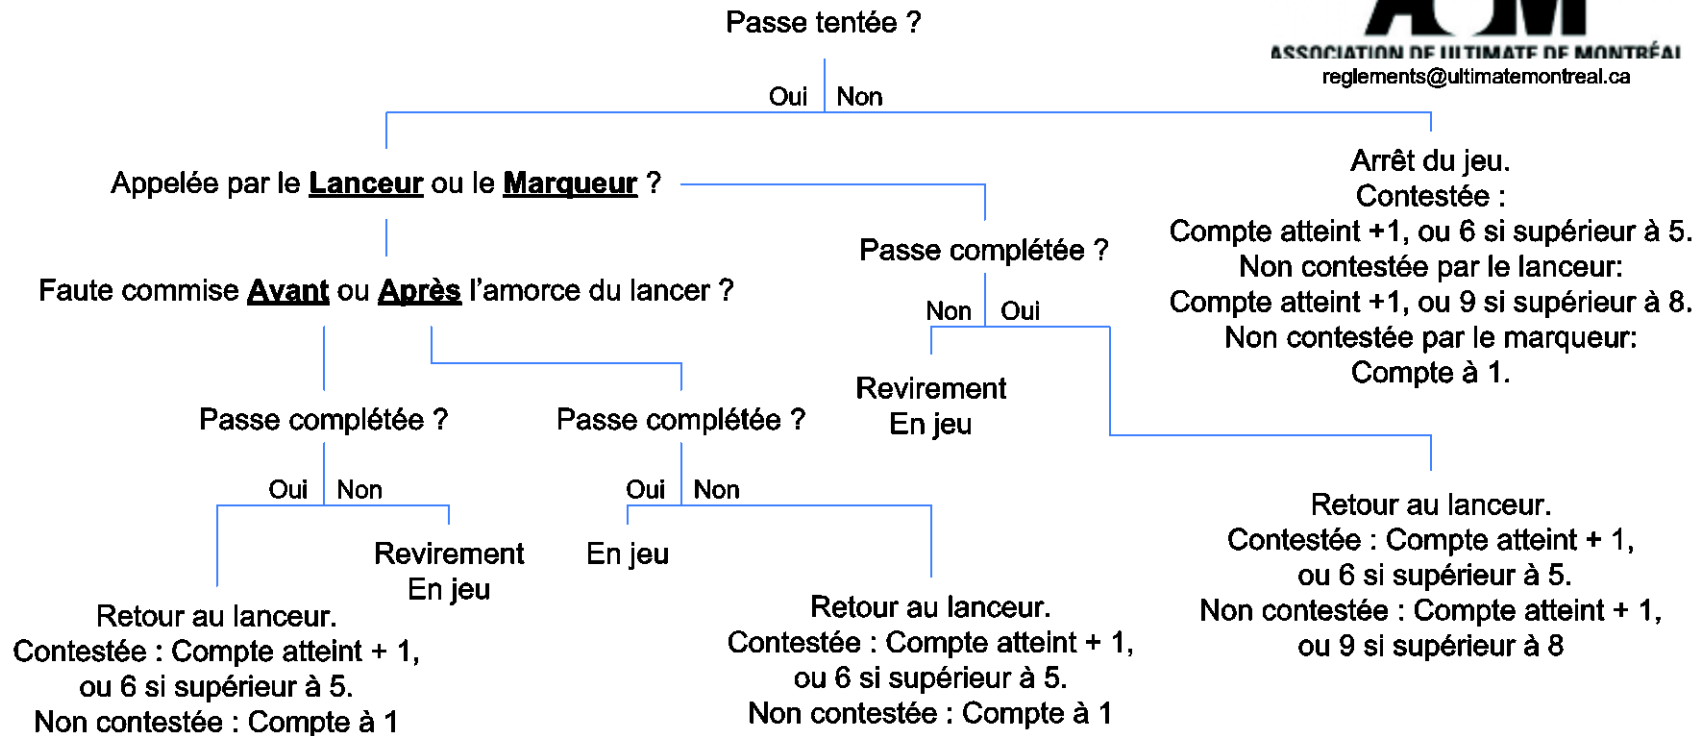 Passe tentée ?
AUM
ASSOCIATION DE ULTIMATE DE MONTRÉAL
reglements@ultimatemontreal.ca
Oui Non
Appelée par le Lanceur ou le Marqueur ?
Arrêt du jeu.
Contestée :
Compte atteint +1, ou 6 si supérieur à 5.
Non contestée par le lanceur:
Compte atteint +1, ou 9 si supérieur à 8.
Non contestée par le marqueur:
Compte à 1.
Faute commise Avant ou Après l'amorce du lancer ?
Passe complétée ?
Non Oui
Revirement
En jeu
Passe complétée ?
Oui Non
Passe complétée ?
Oui Non
Revirement
En jeu
En jeu
Retour au lanceur.
Contestée : Compte atteint + 1,
ou 6 si supérieur à 5.
Non contestée : Compte à 1
Retour au lanceur.
Contestée : Compte atteint + 1,
ou 6 si supérieur à 5.
Non contestée : Compte à 1
Retour au lanceur.
Contestée : Compte atteint + 1,
ou 6 si supérieur à 5.
Non contestée : Compte atteint + 1,
ou 9 si supérieur à 8